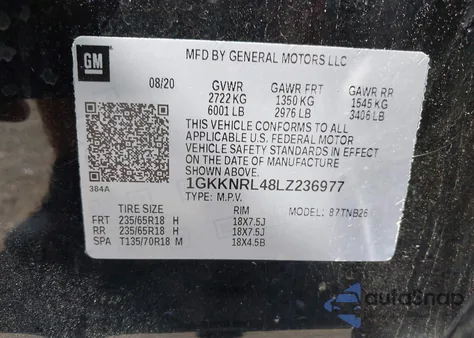 GM
MFD BY GENERAL MOTORS LLC
08/20 GVWR GAWR FRT GAWR RR
2722 KG 1350 KG 1545 KG
6001 LB 2976 LB 3406 LB
THIS VEHICLE CONFORMS TO ALL
APPLICABLE U.S. FEDERAL MOTOR
VEHICLE SAFETY STANDARDS IN EFFECT
ON THE DATE OF MANUFACTURE
SHOWN ABOVE.
384A 1GKKNRL48LZ236977
TYPE: M.P.V.
TIRE SIZE RIM MODEL: 87TNB26
FRT 235/65R18 H 18X7.5J
RR 235/65R18 H 18X7.5J
SPA T135/70R18 M 18X4.5B
autoSnap